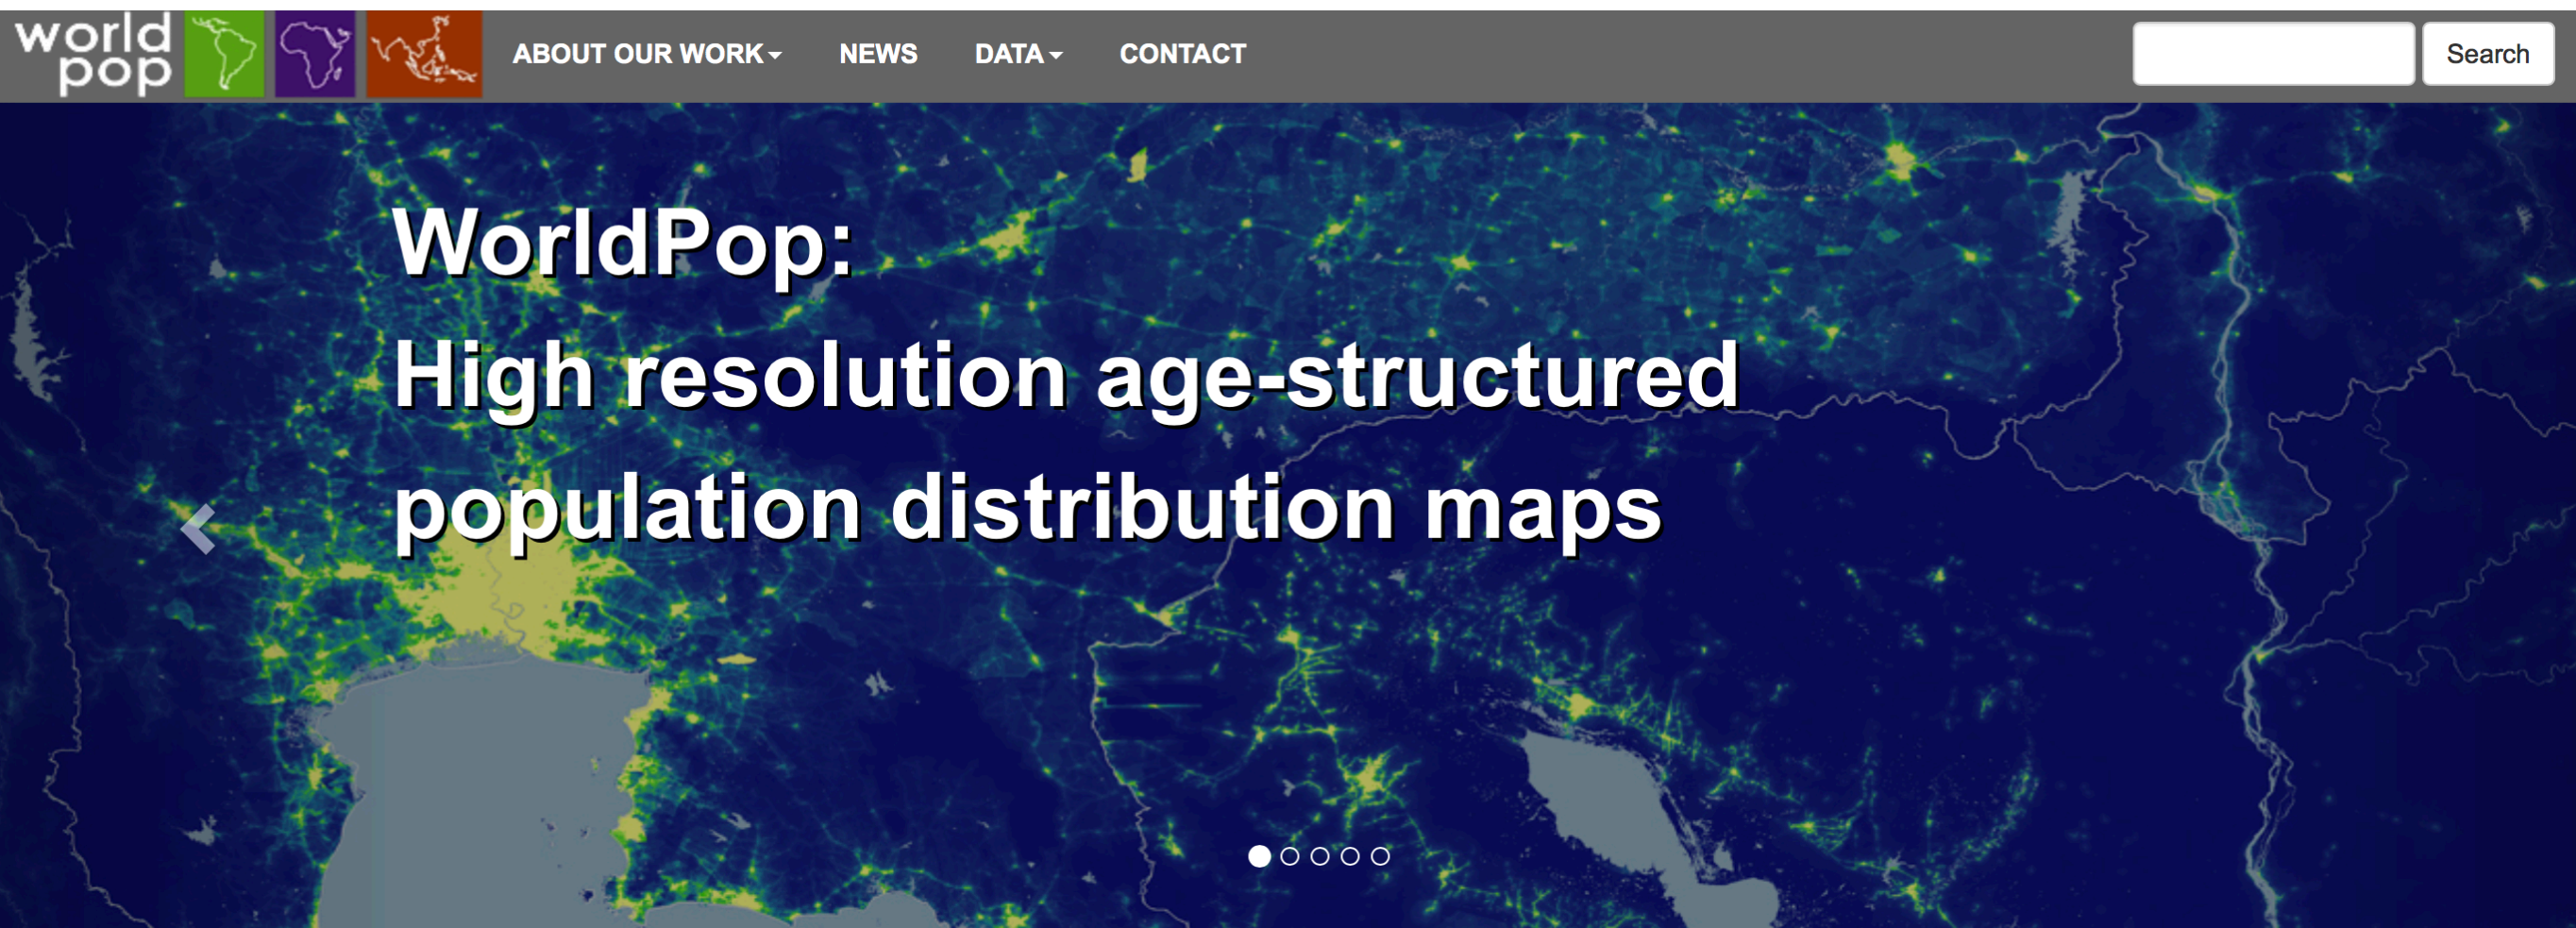 world
pop
ABOUT OUR WORK
NEWS
DATA
CONTACT
Search
WorldPop:
High resolution age-structured
population distribution maps